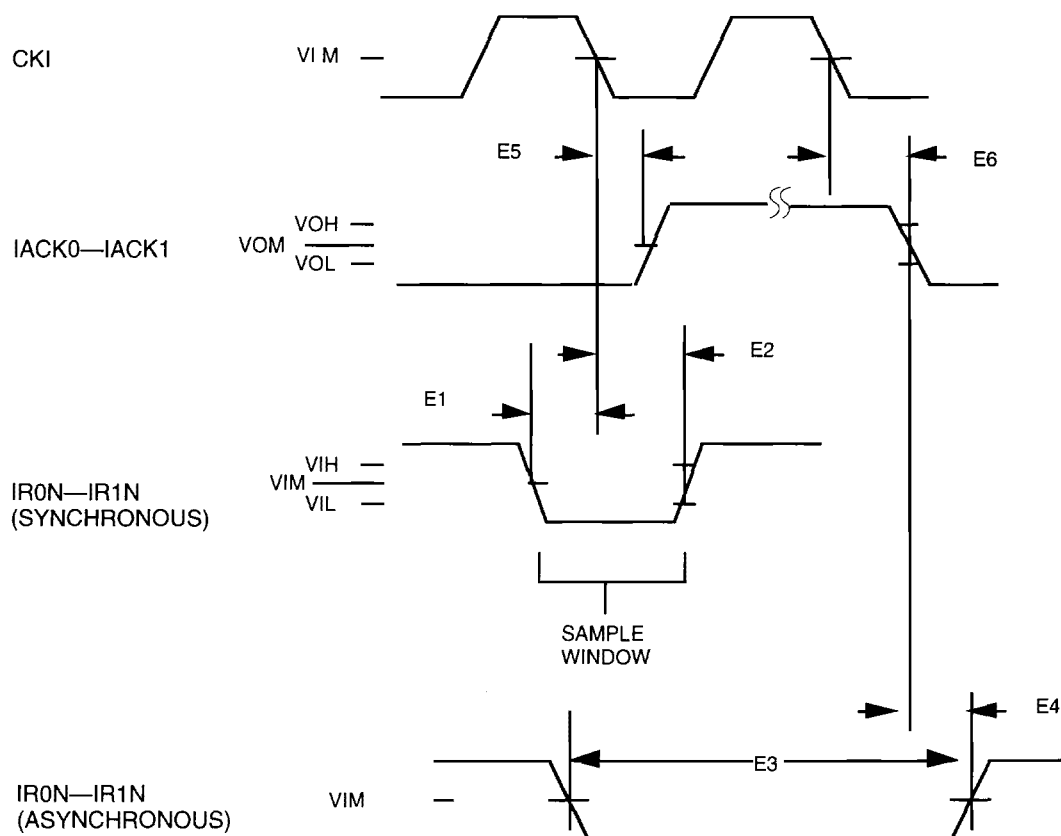 CKI
VI M
E5
E6
IACK0—IACK1
VOH
VOM
VOL
E2
E1
IR0N—IR1N
(SYNCHRONOUS)
VIH
VIM
VIL
SAMPLE
WINDOW
E4
E3
IR0N—IR1N
(ASYNCHRONOUS)
VIM